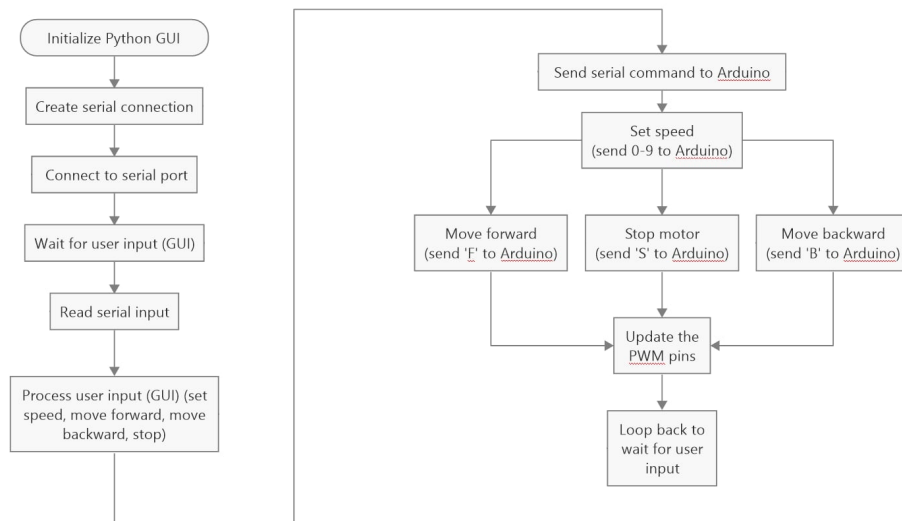 Initialize Python GUI
Create serial connection
Connect to serial port
Wait for user input (GUI)
Read serial input
Process user input (GUI) (set
speed, move forward, move
backward, stop)
Send serial command to Arduino
Set speed
(send 0-9 to Arduino)
Move forward
(send 'F' to Arduino)
Stop motor
(send 'S' to Arduino)
Move backward
(send 'B' to Arduino)
Update the
PWM pins
Loop back to
wait for user
input